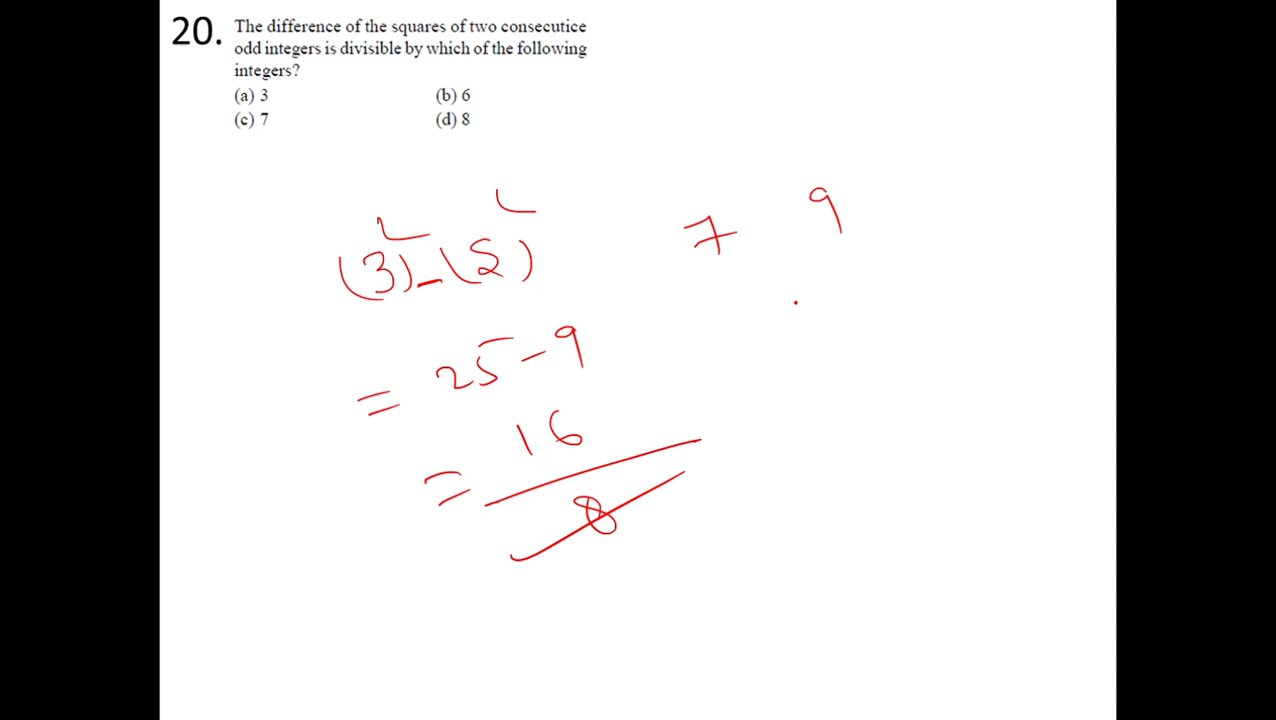 20. The difference of the squares of two consecutice
odd integers is divisible by which of the following
integers?
(a) 3 (b) 6
(c) 7 (d) 8
(3)² - (5)² 7 9
= 25 - 9
= 16
8